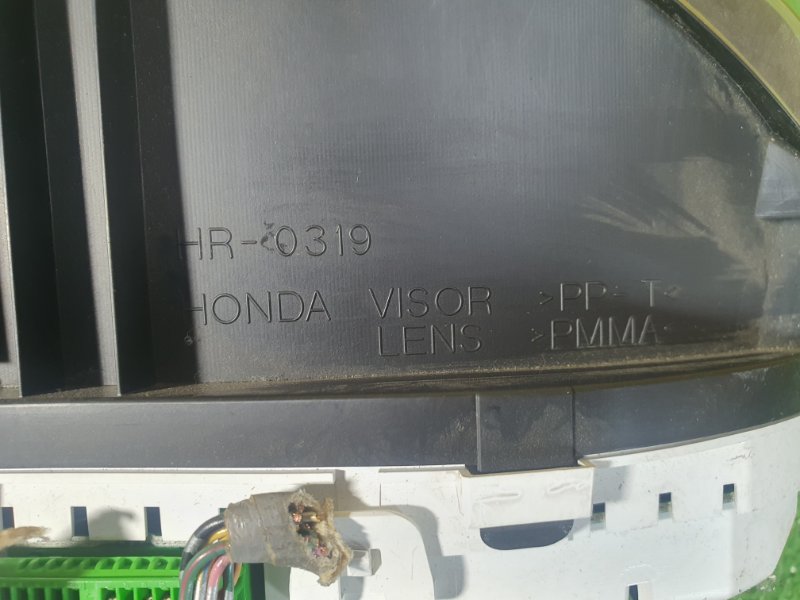 HR-0319
HONDA VISOR >PP-T<
LENS >PMMA<